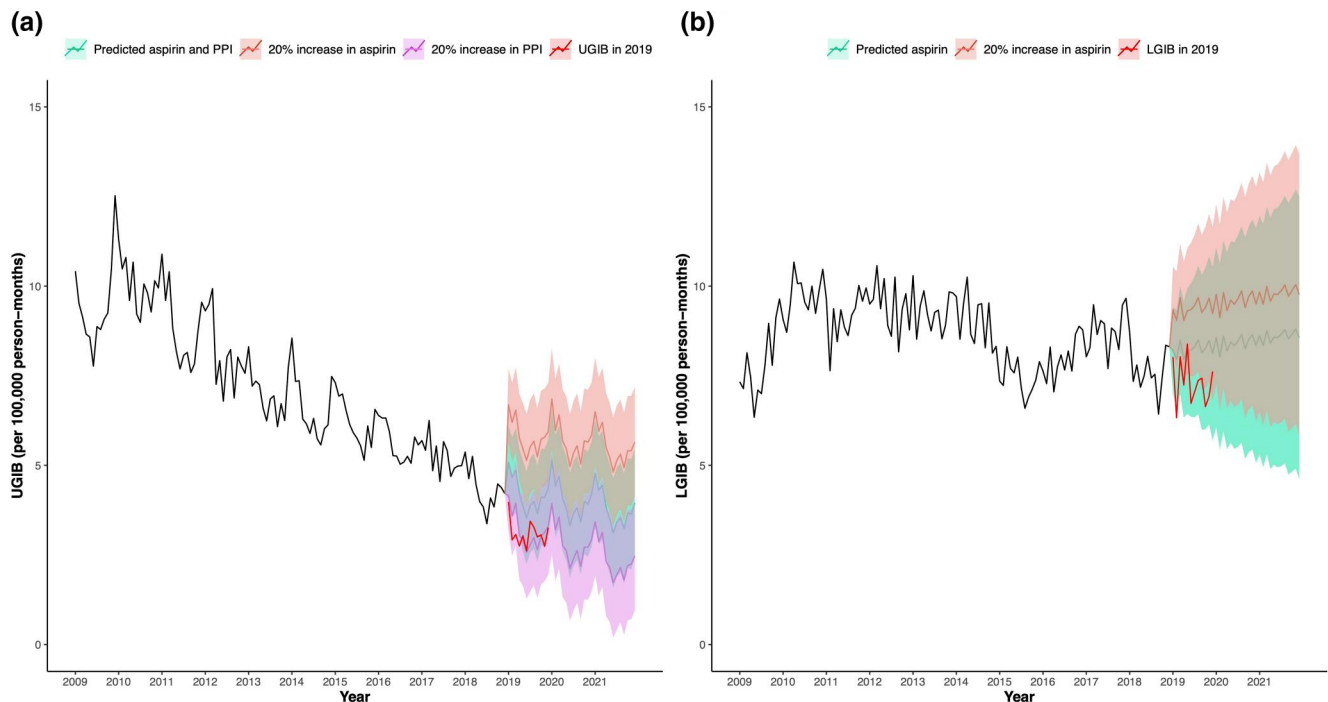 (a)
Predicted aspirin and PPI 20% increase in aspirin 20% increase in PPI UGIB in 2019
UGIB (per 100,000 person−months)
15
10
5
0
2009 2010 2011 2012 2013 2014 2015 2016 2017 2018 2019 2020 2021
Year
(b)
Predicted aspirin 20% increase in aspirin LGIB in 2019
LGIB (per 100,000 person−months)
15
10
5
0
2009 2010 2011 2012 2013 2014 2015 2016 2017 2018 2019 2020 2021
Year